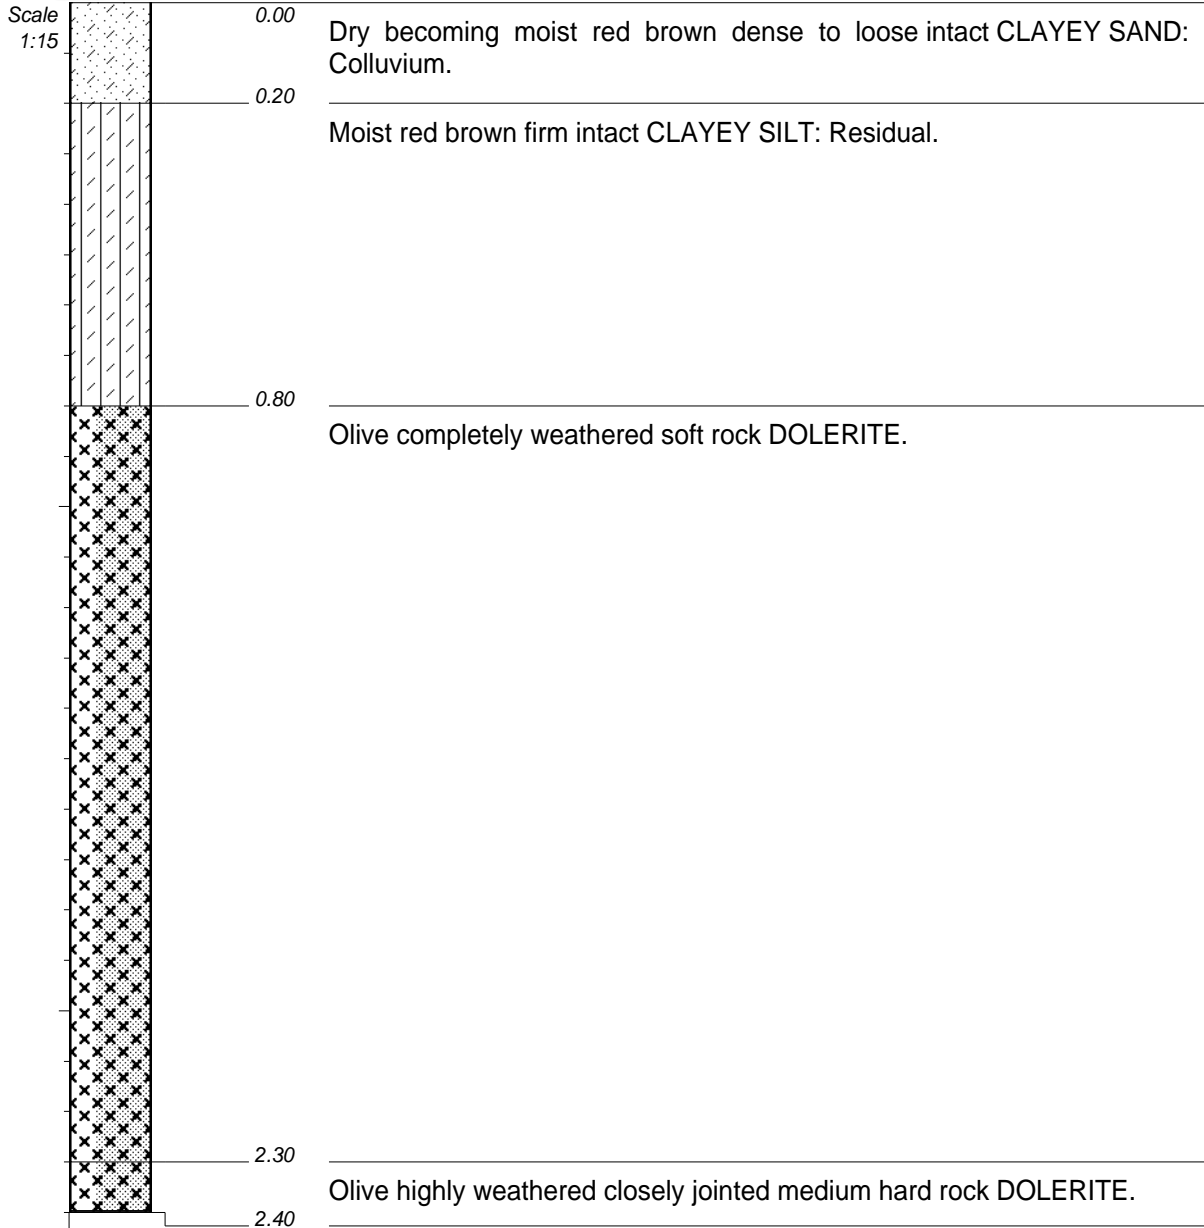 Scale
1:15
0.00
Dry becoming moist red brown dense to loose intact CLAYEY SAND:
Colluvium.
0.20
Moist red brown firm intact CLAYEY SILT: Residual.
0.80
Olive completely weathered soft rock DOLERITE.
2.30
Olive highly weathered closely jointed medium hard rock DOLERITE.
2.40